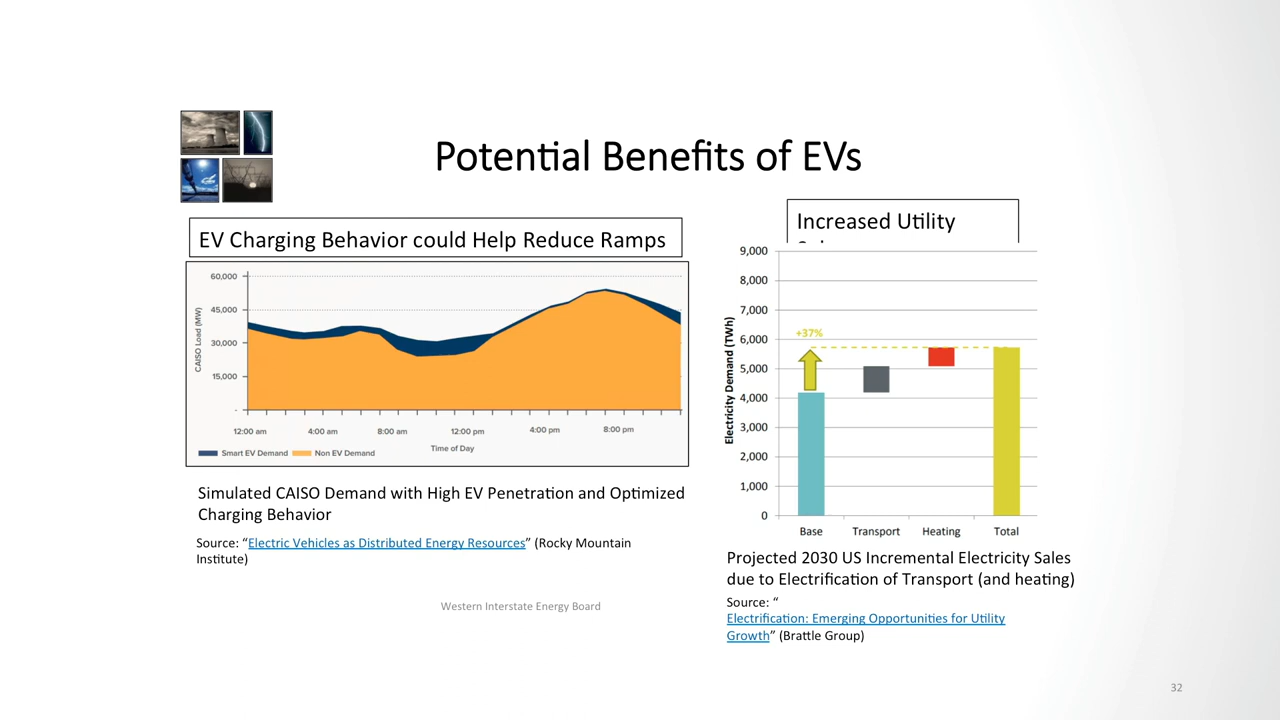 Potential Benefits of EVs
EV Charging Behavior could Help Reduce Ramps
60,000
45,000
30,000
15,000
-
CAISO Load (MW)
12:00 am
4:00 am
8:00 am
12:00 pm
4:00 pm
8:00 pm
Time of Day
Smart EV Demand
Non EV Demand
Simulated CAISO Demand with High EV Penetration and Optimized
Charging Behavior
Source: “Electric Vehicles as Distributed Energy Resources” (Rocky Mountain
Institute)
Increased Utility
9,000
8,000
7,000
6,000
5,000
4,000
3,000
2,000
1,000
0
Electricity Demand (TWh)
+37%
Base
Transport
Heating
Total
Projected 2030 US Incremental Electricity Sales
due to Electrification of Transport (and heating)
Source: “
Electrification: Emerging Opportunities for Utility
Growth” (Brattle Group)
Western Interstate Energy Board
32